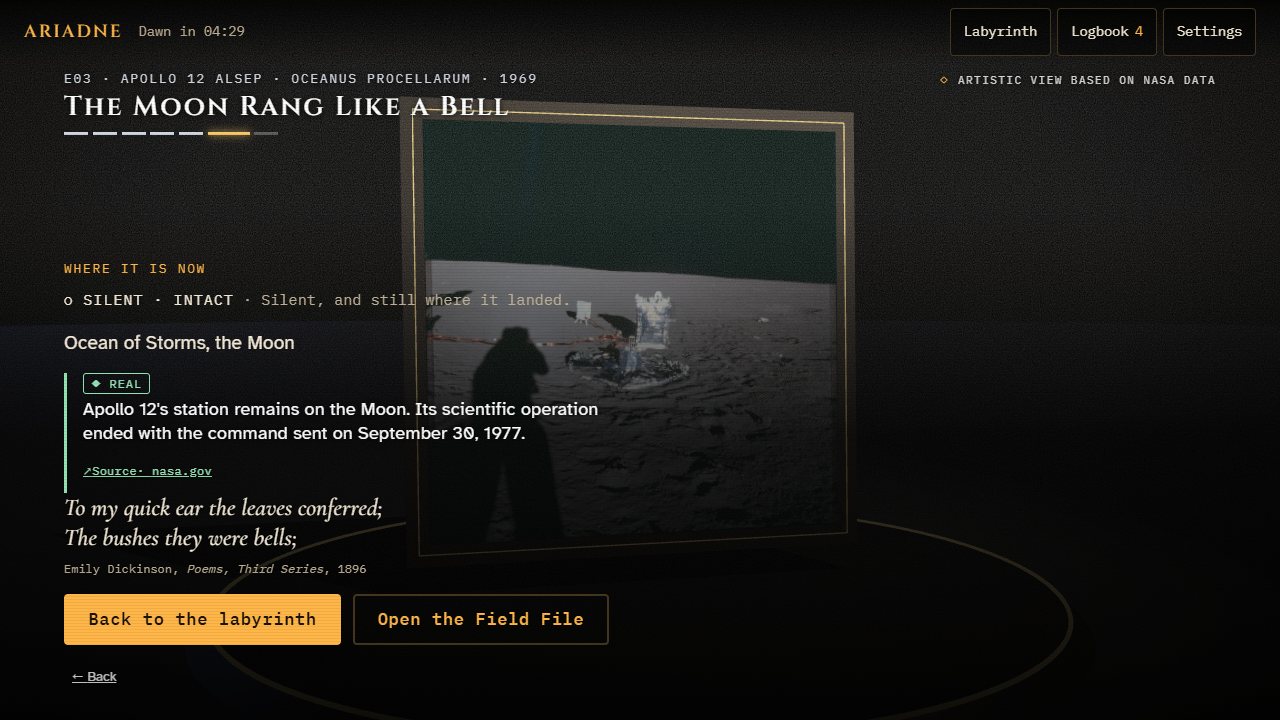 ARIADNE
Dawn in 04:29
Labyrinth
Logbook 4
Settings
E03 · APOLLO 12 ALSEP · OCEANUS PROCELLARUM · 1969
◇ ARTISTIC VIEW BASED ON NASA DATA
The Moon Rang Like a Bell
WHERE IT IS NOW
○ SILENT · INTACT · Silent, and still where it landed.
Ocean of Storms, the Moon
◆ REAL
Apollo 12's station remains on the Moon. Its scientific operation
ended with the command sent on September 30, 1977.
↗Source· nasa.gov
To my quick ear the leaves conferred;
The bushes they were bells;
Emily Dickinson, Poems, Third Series, 1896
Back to the labyrinth
Open the Field File
← Back